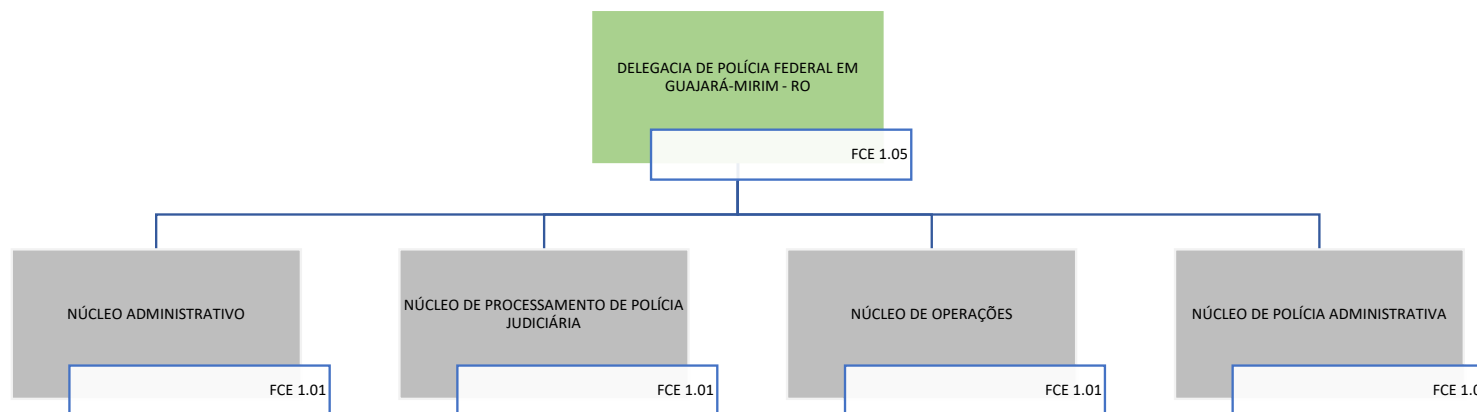 DELEGACIA DE POLÍCIA FEDERAL EM
GUAJARÁ-MIRIM - RO
FCE 1.05
NÚCLEO ADMINISTRATIVO
FCE 1.01
NÚCLEO DE PROCESSAMENTO DE POLÍCIA
JUDICIÁRIA
FCE 1.01
NÚCLEO DE OPERAÇÕES
FCE 1.01
NÚCLEO DE POLÍCIA ADMINISTRATIVA
FCE